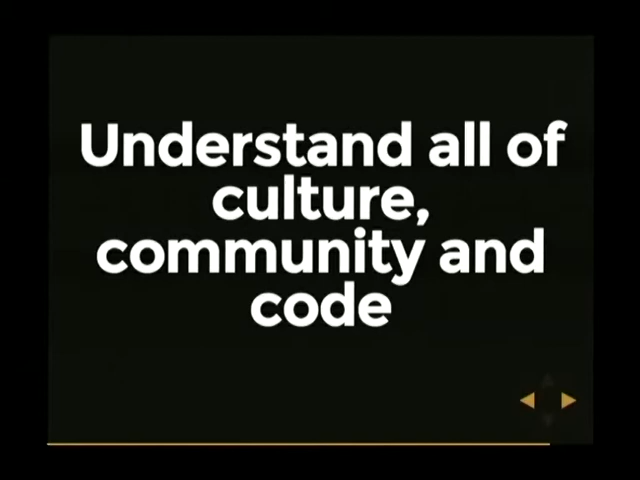 Understand all of
culture,
community and
code